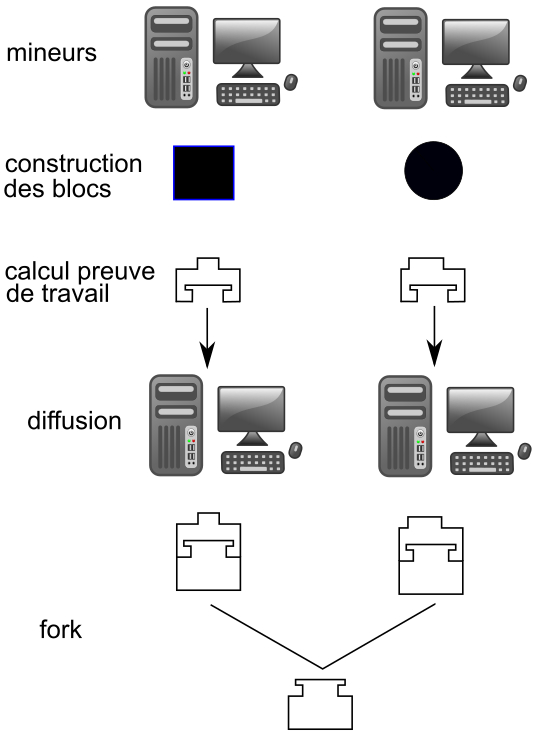 mineurs
construction
des blocs
calcul preuve
de travail
diffusion
fork